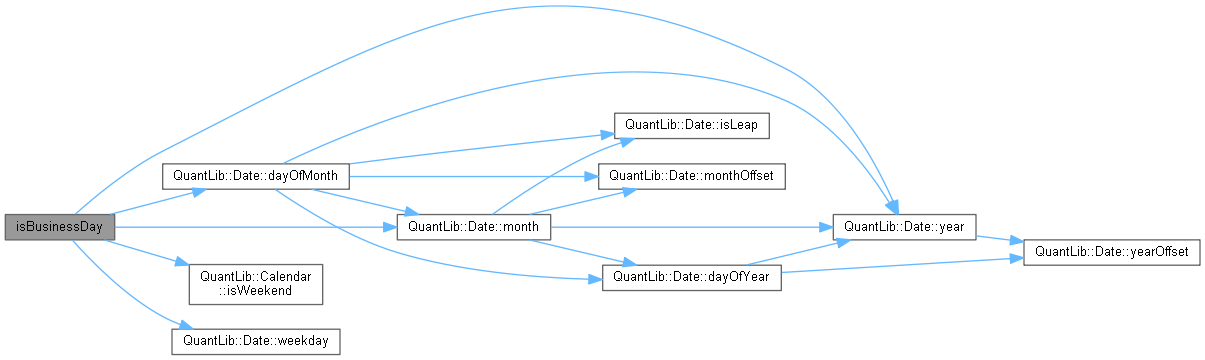 isBusinessDay
QuantLib::Date::dayOfMonth
QuantLib::Calendar
::isWeekend
QuantLib::Date::weekday
QuantLib::Date::month
QuantLib::Date::isLeap
QuantLib::Date::monthOffset
QuantLib::Date::dayOfYear
QuantLib::Date::year
QuantLib::Date::yearOffset